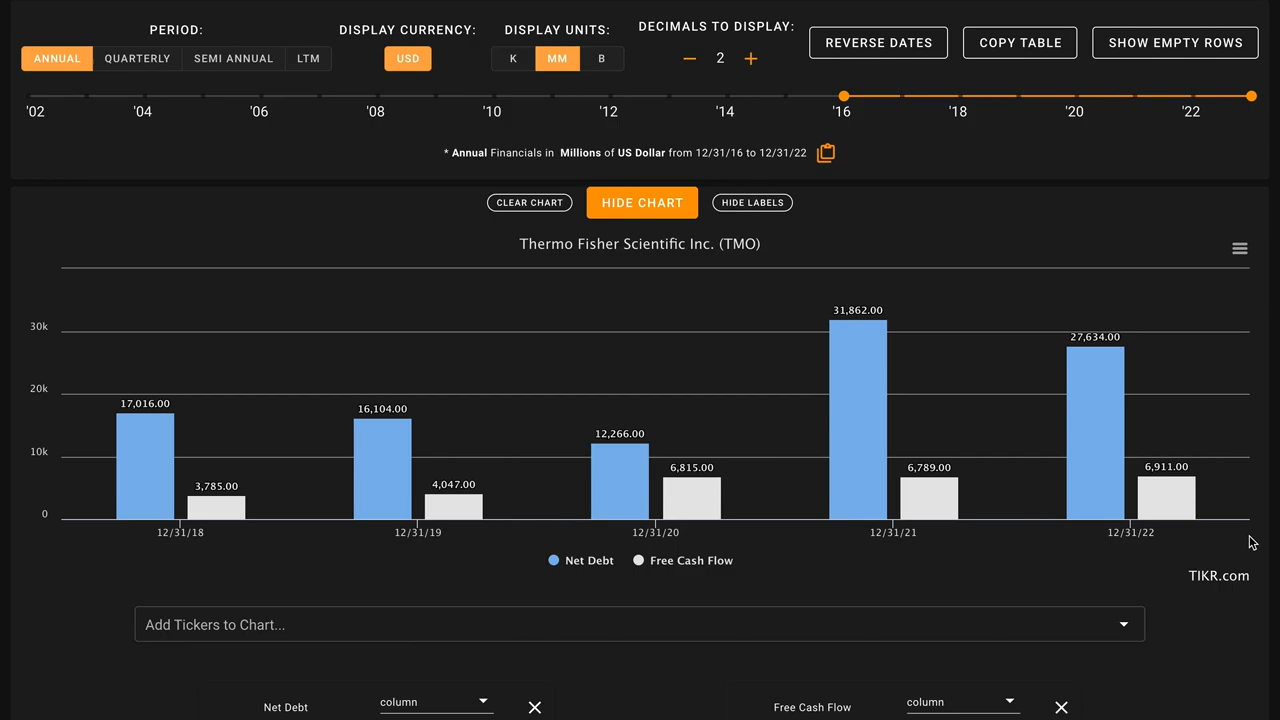 PERIOD: DISPLAY CURRENCY: DISPLAY UNITS: DECIMALS TO DISPLAY:
ANNUAL QUARTERLY SEMI ANNUAL LTM USD K MM B − 2 + REVERSE DATES COPY TABLE SHOW EMPTY ROWS
'02 '04 '06 '08 '10 '12 '14 '16 '18 '20 '22
* Annual Financials in Millions of US Dollar from 12/31/16 to 12/31/22
CLEAR CHART HIDE CHART HIDE LABELS
Thermo Fisher Scientific Inc. (TMO)
31,862.00
30k
27,634.00
20k
17,016.00
16,104.00
12,266.00
10k
6,815.00 6,789.00 6,911.00
3,785.00 4,047.00
0
12/31/18 12/31/19 12/31/20 12/31/21 12/31/22
Net Debt Free Cash Flow
TIKR.com
Add Tickers to Chart...
Net Debt column Free Cash Flow column